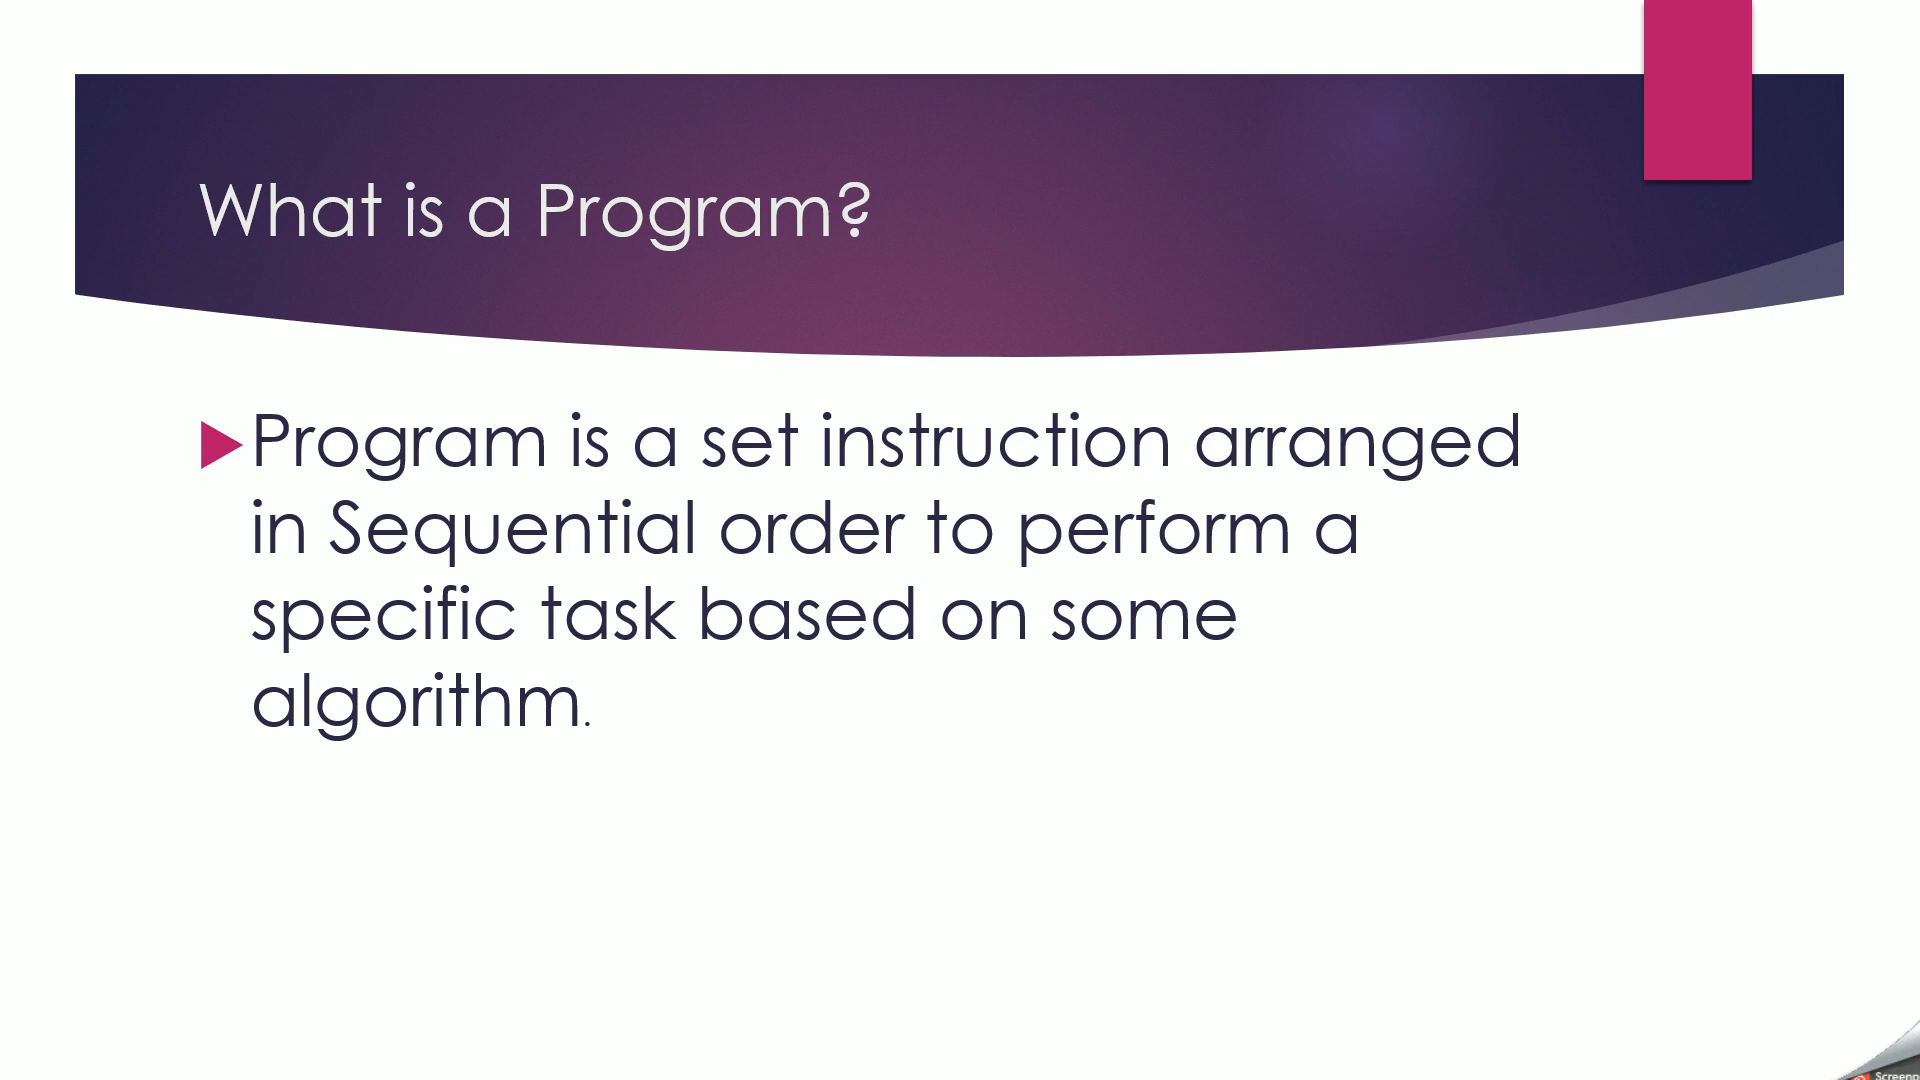 What is a Program?
Program is a set instruction arranged
in Sequential order to perform a
specific task based on some
algorithm.